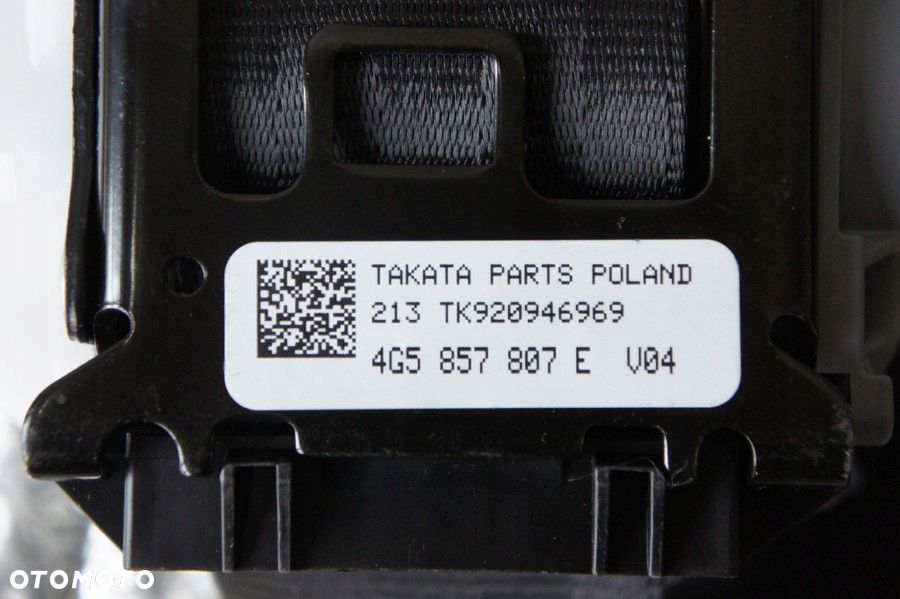 TAKATA PARTS POLAND
213 TK920946969
4G5 857 807 E V04
OTOMOTO